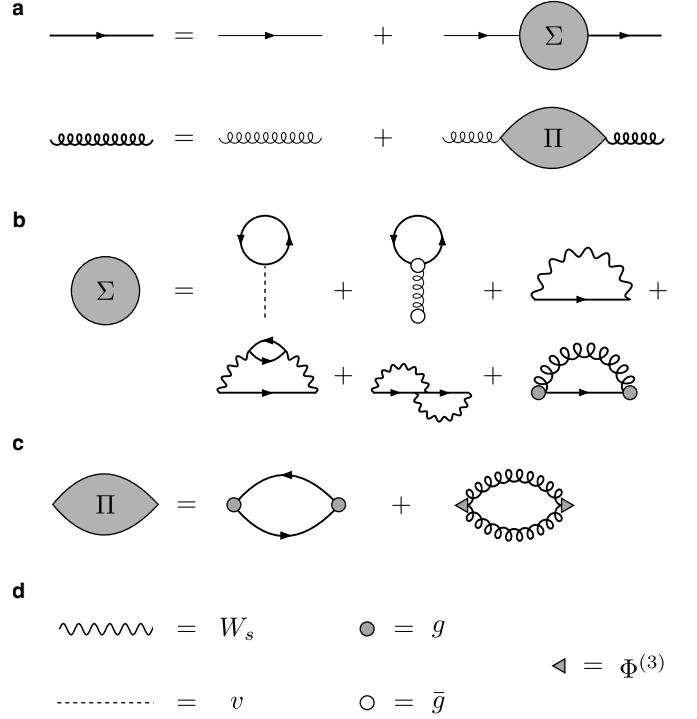 a
= + Σ
= + Π
b
Σ = + + +
+ +
c
Π = +
d
= W_s = g
= Φ^(3)
= v = ḡ